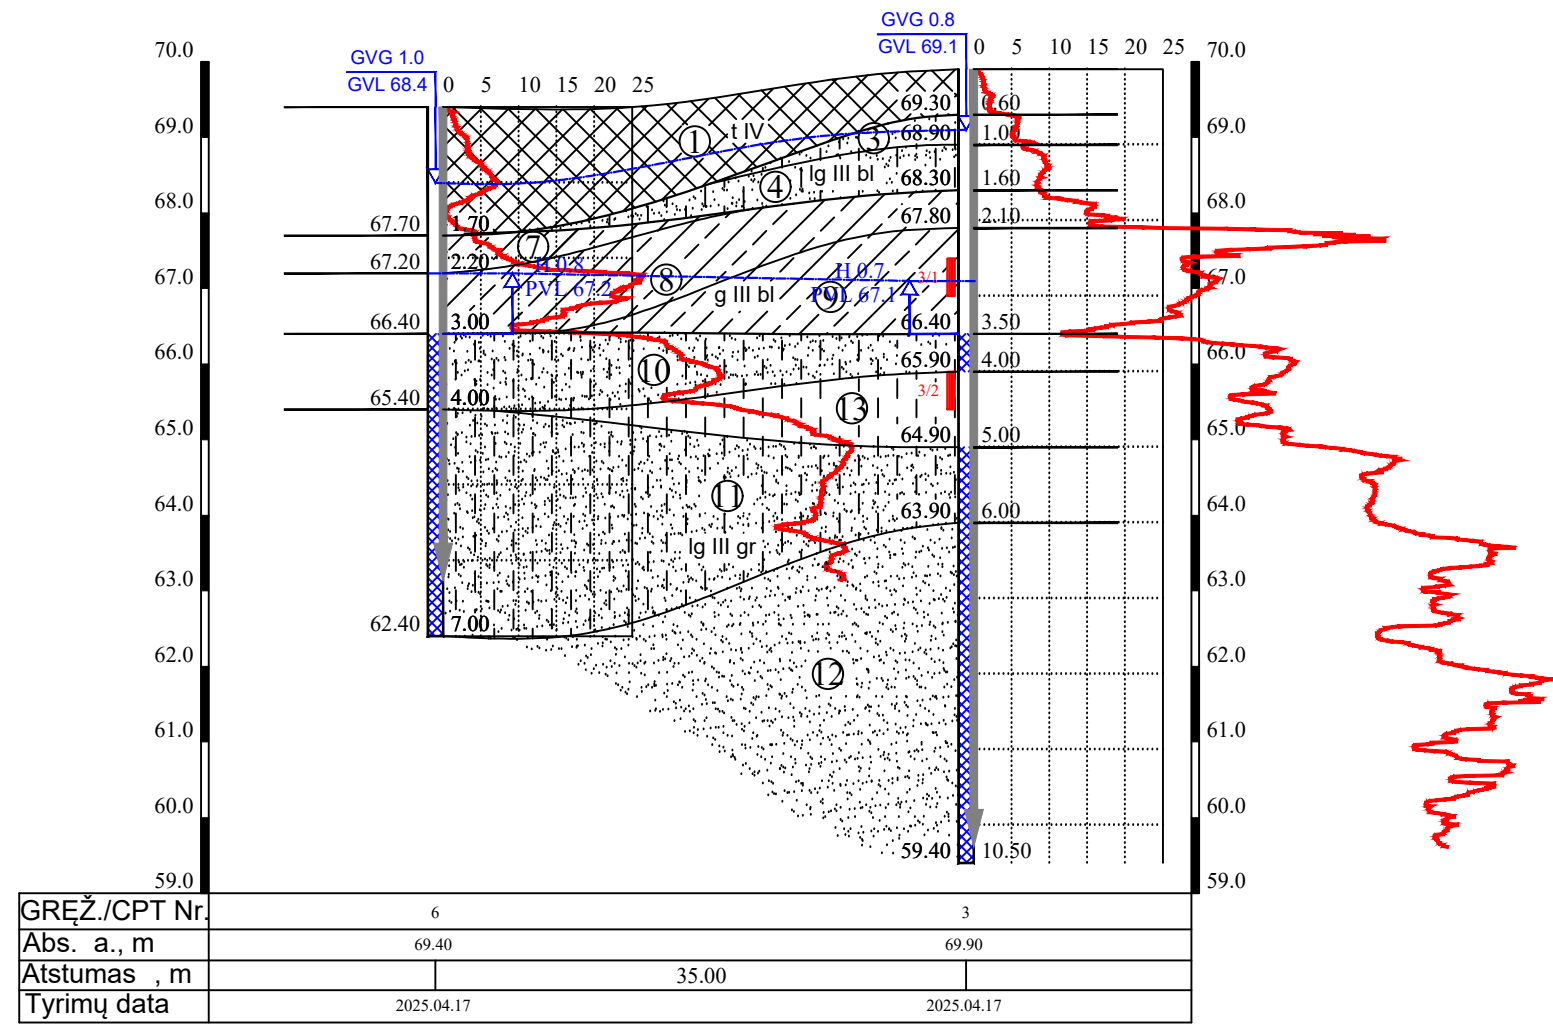 GVG 1.0
GVL 68.4
GVG 0.8
GVL 69.1
0 5 10 15 20 25
0 5 10 15 20 25
70.0
69.0
68.0
67.0
66.0
65.0
64.0
63.0
62.0
61.0
60.0
59.0
70.0
69.0
68.0
67.0
66.0
65.0
64.0
63.0
62.0
61.0
60.0
59.0
67.70 1.70
67.20 2.20
66.40 3.00
65.40 4.00
62.40 7.00
69.30 0.60
68.90 1.00
68.30 1.60
67.80 2.10
66.40 3.50
65.90 4.00
64.90 5.00
63.90 6.00
59.40 10.50
1 t IV
3
4 lg III bl
7
8
g III bl
9
10
13
11
lg III gr
12
H 0.8
PVL 67.2
H 0.7
PVL 67.1
3/1
3/2
GRĘŽ./CPT Nr. 6 3
Abs. a., m 69.40 69.90
Atstumas , m 35.00
Tyrimų data 2025.04.17 2025.04.17